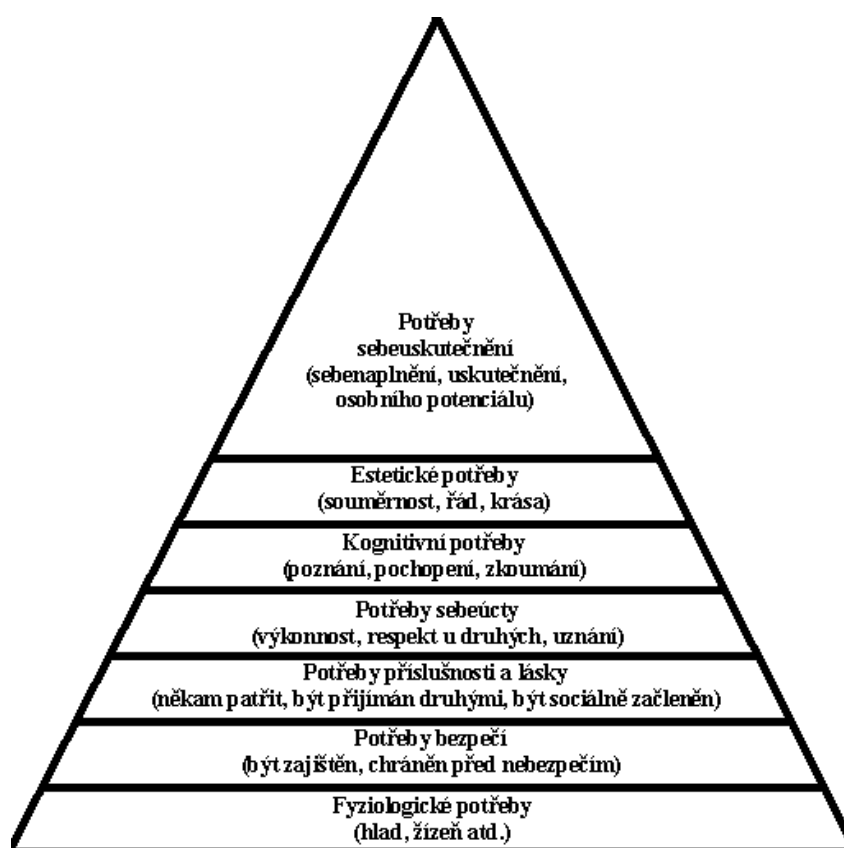 Potřeby
sebeuskutečnění
(sebenaplnění, uskutečnění,
osobního potenciálu)
Estetické potřeby
(souměrnost, řád, krása)
Kognitivní potřeby
(poznání, pochopení, zkoumání)
Potřeby sebeúcty
(výkonnost, respekt u druhých, uznání)
Potřeby příslušnosti a lásky
(někam patřit, být přijímán druhými, být sociálně začleněn)
Potřeby bezpečí
(být zajištěn, chráněn před nebezpečím)
Fyziologické potřeby
(hlad, žízeň atd.)